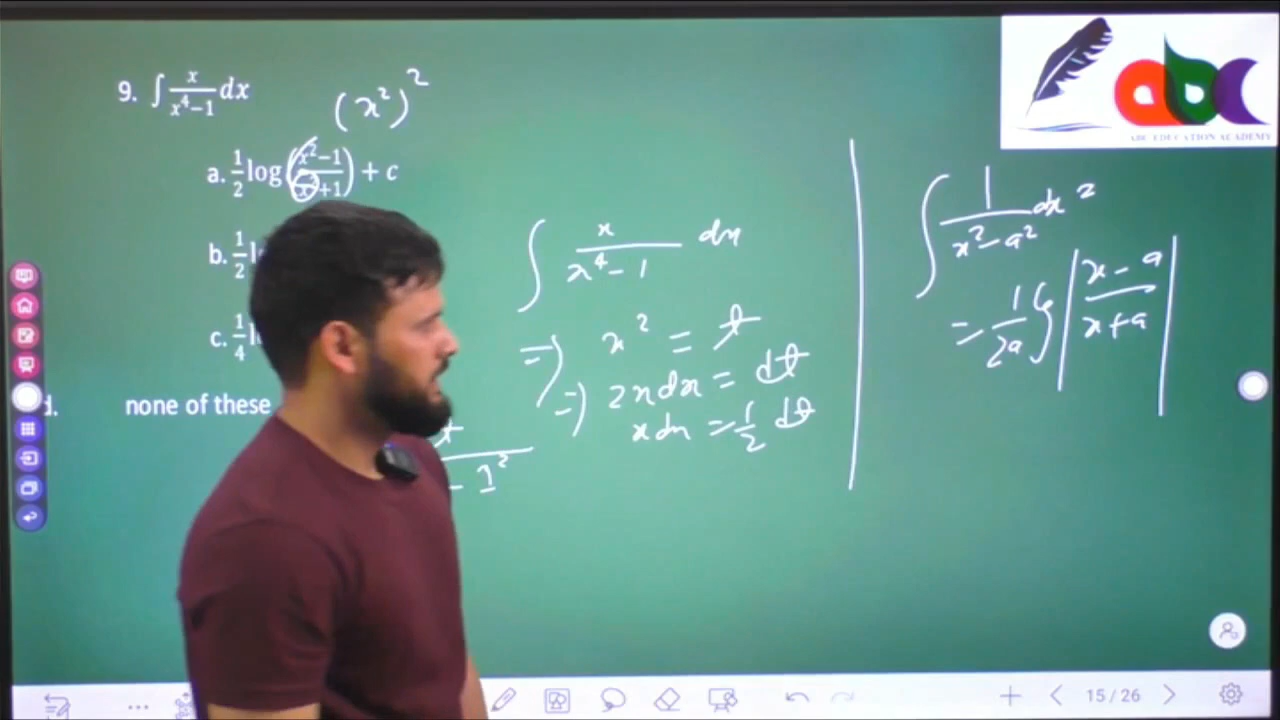 9. ∫ x/(x⁴−1) dx
(x²)²
a. 1/2 log((x²−1)/(x²+1)) + c
b. 1/2
c. 1/4
d. none of these
∫ x/(x⁴−1) dx
=> x² = t
=> 2x dx = dt
x dx = 1/2 dt
− 1²
∫ 1/(x²−a²) dx
= 1/2a log |(x−a)/(x+a)|
abc
ABC EDUCATION ACADEMY
15 / 26